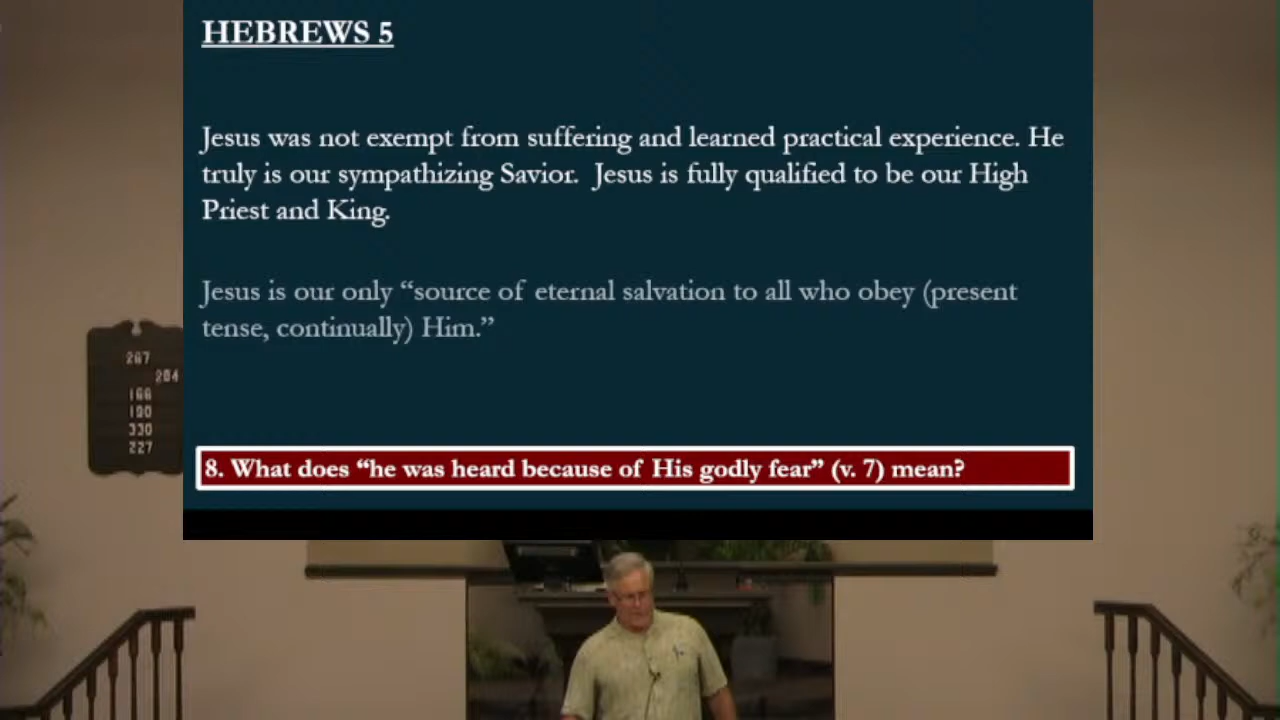 HEBREWS 5
Jesus was not exempt from suffering and learned practical experience. He
truly is our sympathizing Savior. Jesus is fully qualified to be our High
Priest and King.
Jesus is our only “source of eternal salvation to all who obey (present
tense, continually) Him.”
267
284
166
190
330
227
8. What does “he was heard because of His godly fear” (v. 7) mean?